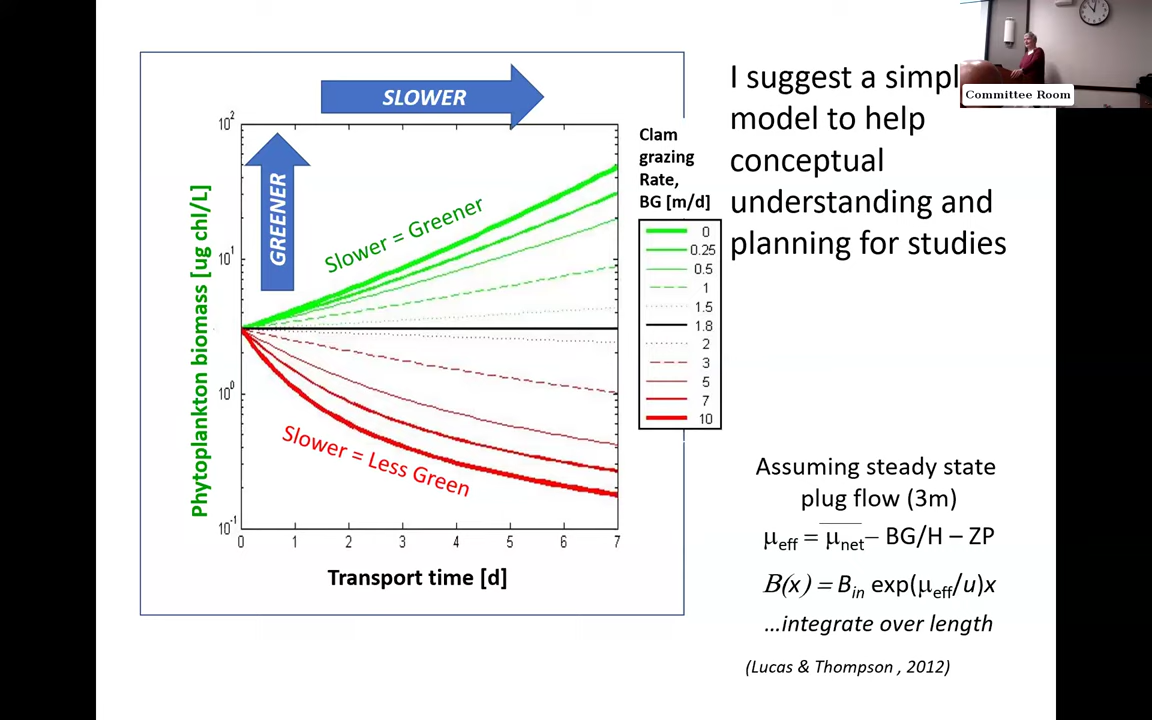 SLOWER
GREENER
10²
10¹
10⁰
10⁻¹
Phytoplankton biomass [ug chl/L]
Slower = Greener
Slower = Less Green
0 1 2 3 4 5 6 7
Transport time [d]
Clam
grazing
Rate,
BG [m/d]
0
0.25
0.5
1
1.5
1.8
2
3
5
7
10
I suggest a simpl
model to help
conceptual
understanding and
planning for studies
Committee Room
Assuming steady state
plug flow (3m)
μeff = μnet– BG/H – ZP
B(x) = Bin exp(μeff/u)x
...integrate over length
(Lucas & Thompson , 2012)